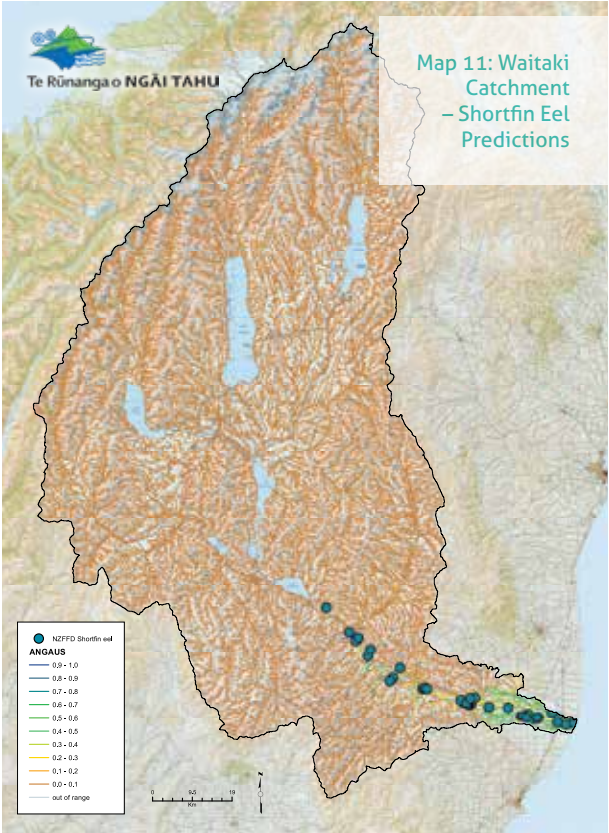 Te Rūnanga o NGĀI TAHU
Map 11: Waitaki
Catchment
– Shortfin Eel
Predictions
NZFFD Shortfin eel
ANGAUS
0.9 - 1.0
0.8 - 0.9
0.7 - 0.8
0.6 - 0.7
0.5 - 0.6
0.4 - 0.5
0.3 - 0.4
0.2 - 0.3
0.1 - 0.2
0.0 - 0.1
out of range
0 9.5 19
Km
N